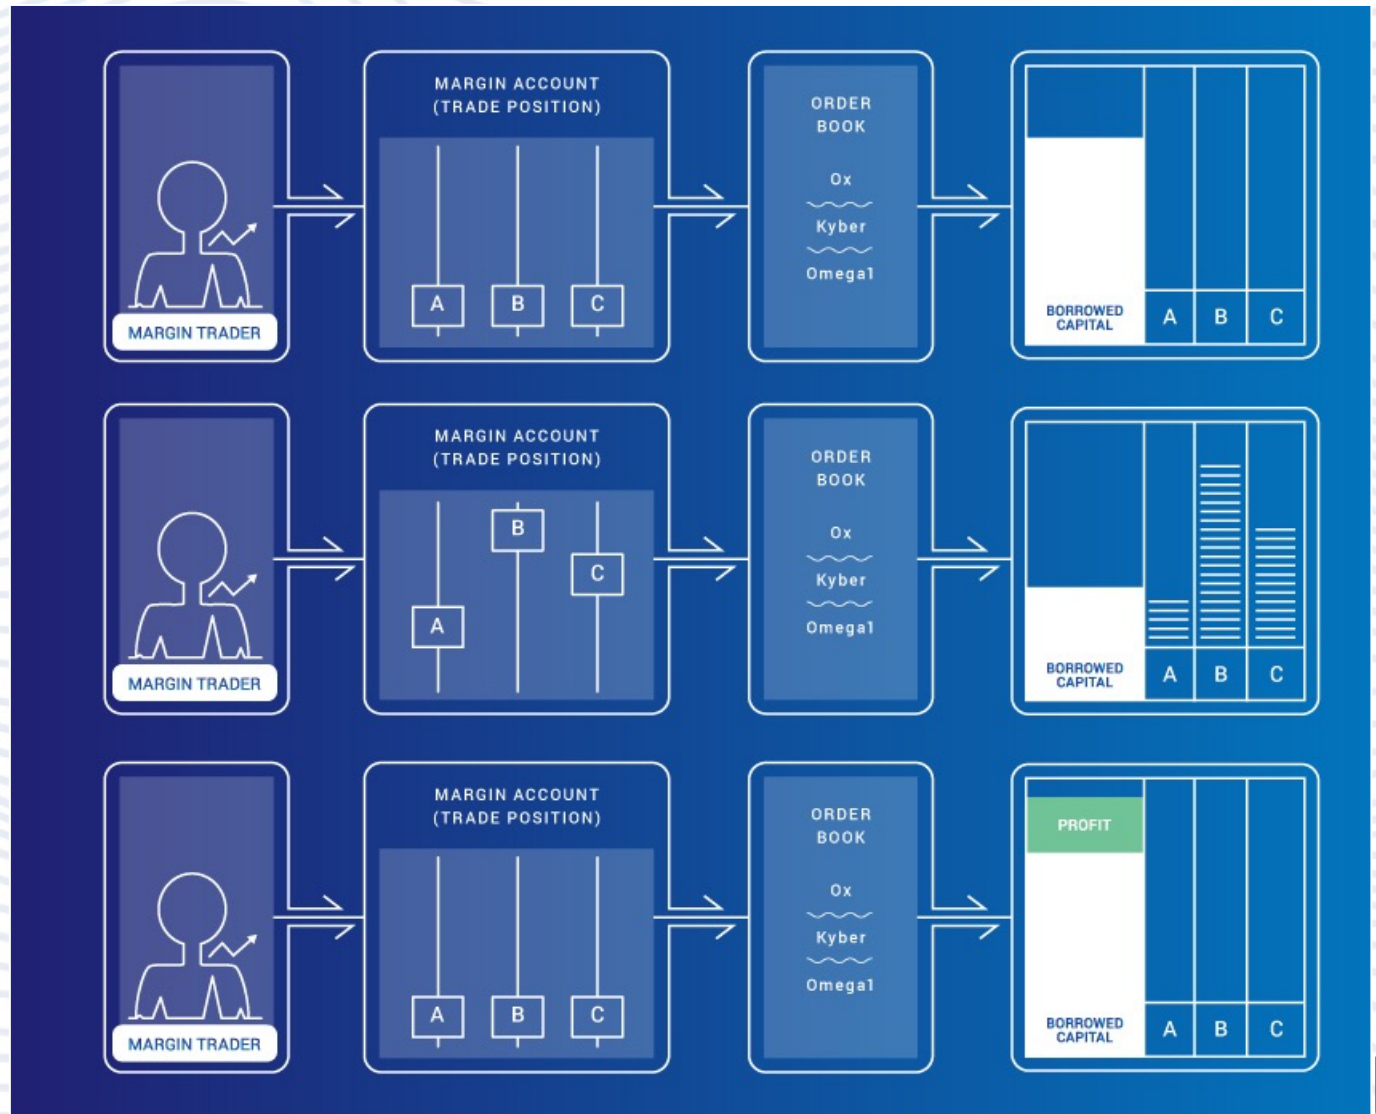 MARGIN TRADER
MARGIN ACCOUNT
(TRADE POSITION)
A B C
ORDER
BOOK
Ox
Kyber
Omega1
BORROWED
CAPITAL
A B C
MARGIN TRADER
MARGIN ACCOUNT
(TRADE POSITION)
B
C
A
ORDER
BOOK
Ox
Kyber
Omega1
BORROWED
CAPITAL
A B C
MARGIN TRADER
MARGIN ACCOUNT
(TRADE POSITION)
A B C
ORDER
BOOK
Ox
Kyber
Omega1
PROFIT
BORROWED
CAPITAL
A B C